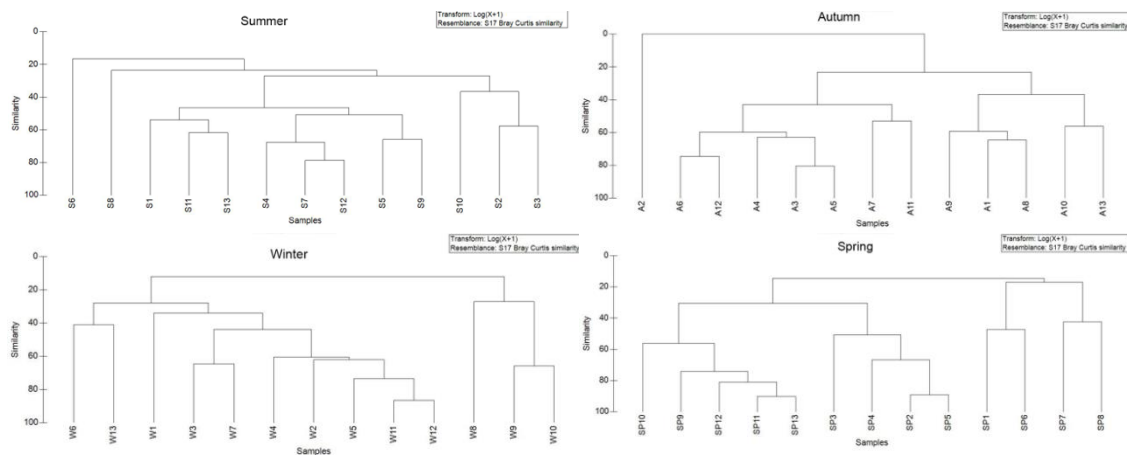 Summer
Transform: Log(X+1)
Resemblance: S17 Bray Curtis similarity
0
20
40
60
80
100
Similarity
S6 S8 S1 S11 S13 S4 S7 S12 S5 S9 S10 S2 S3
Samples
Autumn
Transform: Log(X+1)
Resemblance: S17 Bray Curtis similarity
0
20
40
60
80
100
Similarity
A2 A6 A12 A4 A3 A5 A7 A11 A9 A1 A8 A10 A13
Samples
Winter
Transform: Log(X+1)
Resemblance: S17 Bray Curtis similarity
0
20
40
60
80
100
Similarity
W6 W13 W1 W3 W7 W4 W2 W5 W11 W12 W8 W9 W10
Samples
Spring
Transform: Log(X+1)
Resemblance: S17 Bray Curtis similarity
0
20
40
60
80
100
Similarity
SP10 SP9 SP12 SP11 SP13 SP3 SP4 SP2 SP5 SP1 SP6 SP7 SP8
Samples